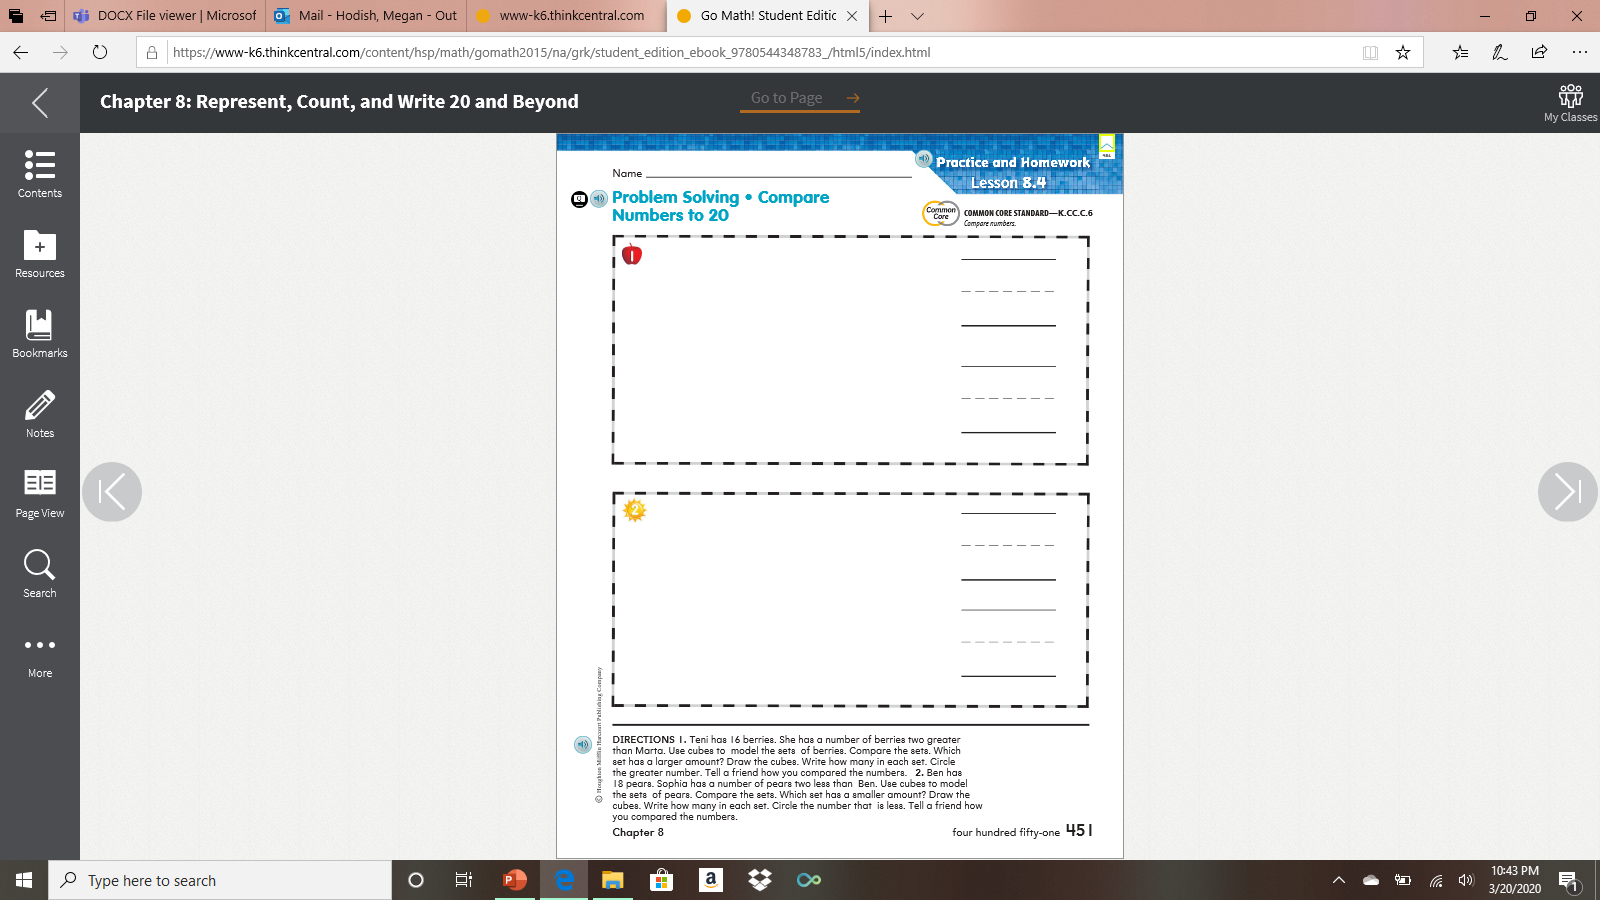 DOCX File viewer | Microsof
Mail - Hodish, Megan - Out
www-k6.thinkcentral.com
Go Math! Student Editic
https://www-k6.thinkcentral.com/content/hsp/math/gomath2015/na/grk/student_edition_ebook_9780544348783_/html5/index.html
Chapter 8: Represent, Count, and Write 20 and Beyond
Go to Page
My Classes
Contents
Resources
Bookmarks
Notes
Page View
Search
More
Name
Practice and Homework
Lesson 8.4
Problem Solving • Compare
Numbers to 20
Common
Core
COMMON CORE STANDARD—K.CC.C.6
Compare numbers.
1
2
© Houghton Mifflin Harcourt Publishing Company
DIRECTIONS 1. Teni has 16 berries. She has a number of berries two greater
than Marta. Use cubes to model the sets of berries. Compare the sets. Which
set has a larger amount? Draw the cubes. Write how many in each set. Circle
the greater number. Tell a friend how you compared the numbers. 2. Ben has
18 pears. Sophia has a number of pears two less than Ben. Use cubes to model
the sets of pears. Compare the sets. Which set has a smaller amount? Draw the
cubes. Write how many in each set. Circle the number that is less. Tell a friend how
you compared the numbers.
Chapter 8
four hundred fifty-one 451
Type here to search
10:43 PM
3/20/2020
1